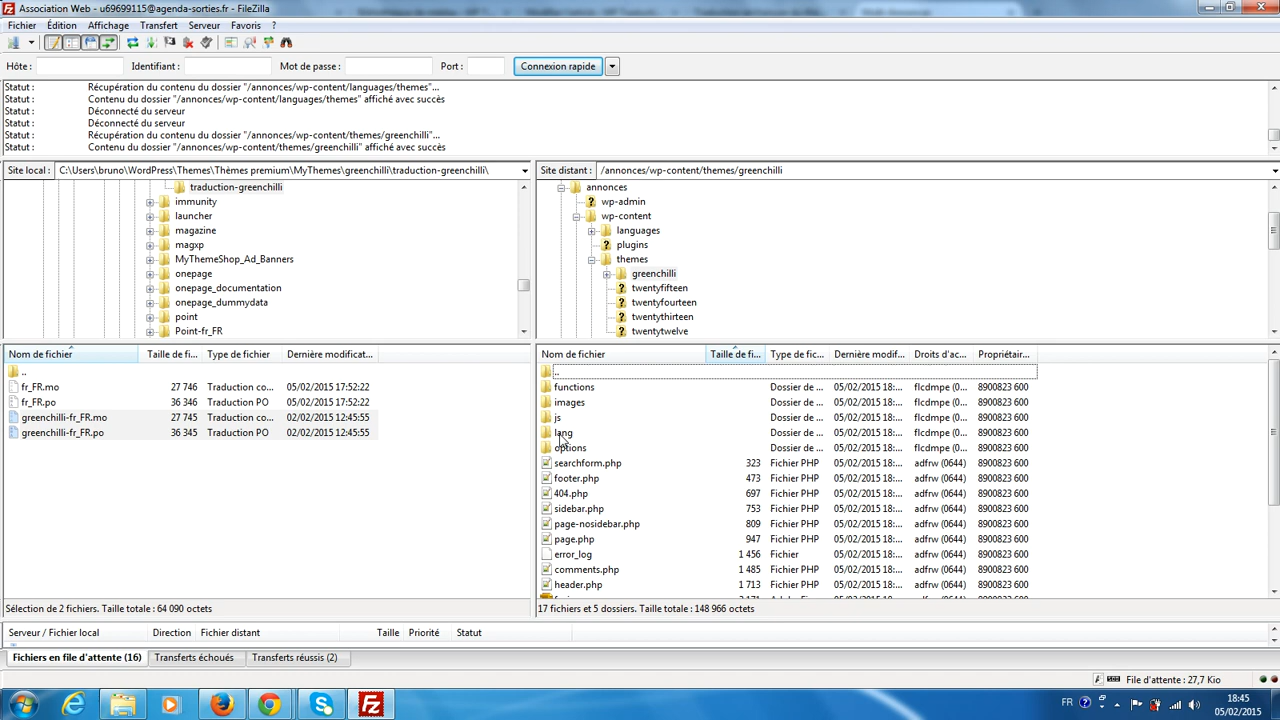 Association Web - u69699115@agenda-sorties.fr - FileZilla
Fichier Édition Affichage Transfert Serveur Favoris ?
Hôte : Identifiant : Mot de passe : Port : Connexion rapide
Statut : Récupération du contenu du dossier "/annonces/wp-content/languages/themes"...
Statut : Contenu du dossier "/annonces/wp-content/languages/themes" affiché avec succès
Statut : Déconnecté du serveur
Statut : Déconnecté du serveur
Statut : Récupération du contenu du dossier "/annonces/wp-content/themes/greenchilli"...
Statut : Contenu du dossier "/annonces/wp-content/themes/greenchilli" affiché avec succès
Site local : C:\Users\bruno\WordPress\Themes\Thèmes premium\MyThemes\greenchilli\traduction-greenchilli\
traduction-greenchilli
immunity
launcher
magazine
magxp
MyThemeShop_Ad_Banners
onepage
onepage_documentation
onepage_dummydata
point
Point-fr_FR
Site distant : /annonces/wp-content/themes/greenchilli
annonces
wp-admin
wp-content
languages
plugins
themes
greenchilli
twentyfifteen
twentyfourteen
twentythirteen
twentytwelve
Nom de fichier Taille de fi... Type de fichier Dernière modificat...
..
fr_FR.mo 27 746 Traduction co... 05/02/2015 17:52:22
fr_FR.po 36 346 Traduction PO 05/02/2015 17:52:22
greenchilli-fr_FR.mo 27 745 Traduction co... 02/02/2015 12:45:55
greenchilli-fr_FR.po 36 345 Traduction PO 02/02/2015 12:45:55
Sélection de 2 fichiers. Taille totale : 64 090 octets
Nom de fichier Taille de fi... Type de fic... Dernière modif... Droits d'ac... Propriétair...
..
functions Dossier de ... 05/02/2015 18:... flcdmpe (0... 8900823 600
images Dossier de ... 05/02/2015 18:... flcdmpe (0... 8900823 600
js Dossier de ... 05/02/2015 18:... flcdmpe (0... 8900823 600
lang Dossier de ... 05/02/2015 18:... flcdmpe (0... 8900823 600
options Dossier de ... 05/02/2015 18:... flcdmpe (0... 8900823 600
searchform.php 323 Fichier PHP 05/02/2015 18:... adfrw (0644) 8900823 600
footer.php 473 Fichier PHP 05/02/2015 18:... adfrw (0644) 8900823 600
404.php 697 Fichier PHP 05/02/2015 18:... adfrw (0644) 8900823 600
sidebar.php 753 Fichier PHP 05/02/2015 18:... adfrw (0644) 8900823 600
page-nosidebar.php 809 Fichier PHP 05/02/2015 18:... adfrw (0644) 8900823 600
page.php 947 Fichier PHP 05/02/2015 18:... adfrw (0644) 8900823 600
error_log 1 456 Fichier 05/02/2015 18:... adfrw (0644) 8900823 600
comments.php 1 485 Fichier PHP 05/02/2015 18:... adfrw (0644) 8900823 600
header.php 1 713 Fichier PHP 05/02/2015 18:... adfrw (0644) 8900823 600
17 fichiers et 5 dossiers. Taille totale : 148 966 octets
Serveur / Fichier local Direction Fichier distant Taille Priorité Statut
Fichiers en file d'attente (16) Transferts échoués Transferts réussis (2)
File d'attente : 27,7 Kio
FR 18:45
05/02/2015